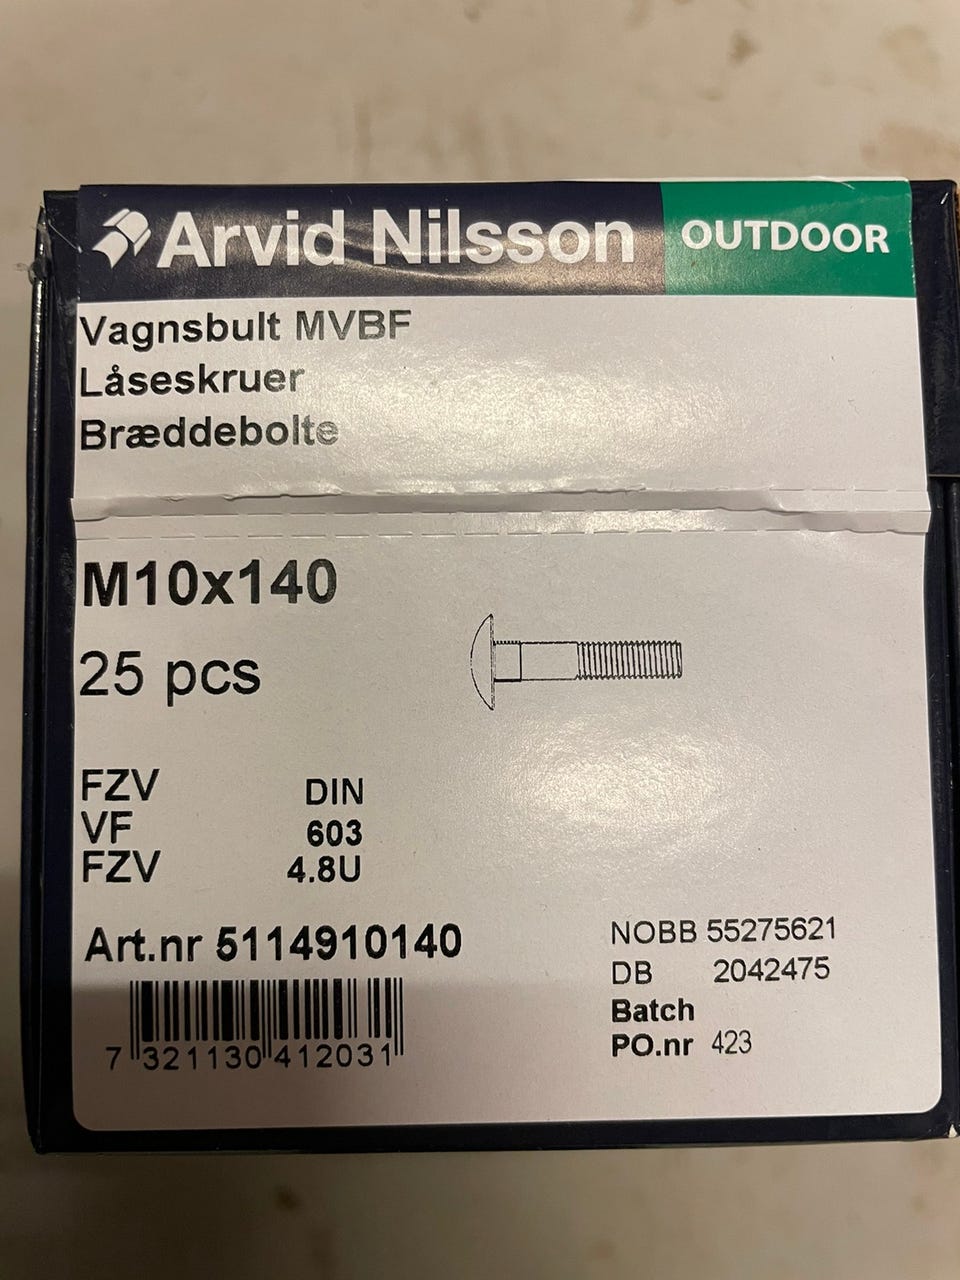 Arvid Nilsson OUTDOOR
Vagnsbult MVBF
Låseskruer
Bræddebolte
M10x140
25 pcs
FZV DIN
VF 603
FZV 4.8U
Art.nr 5114910140
7 321130 412031
NOBB 55275621
DB 2042475
Batch
PO.nr 423